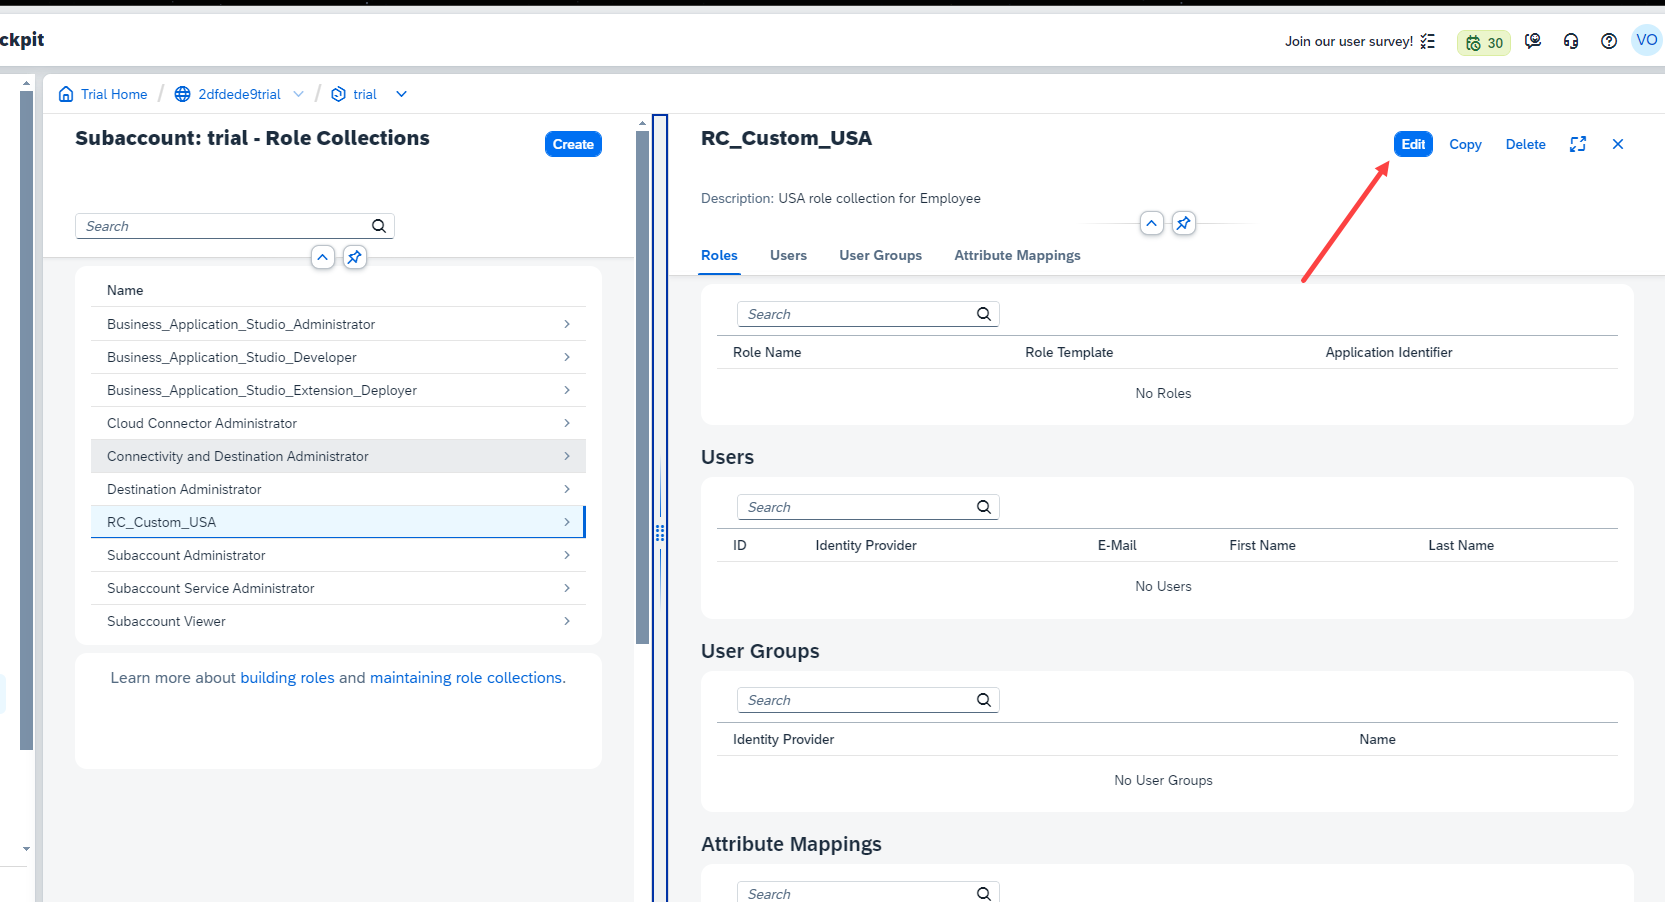 ckpit
Join our user survey!
30
VO
Trial Home / 2dfdede9trial / trial
Subaccount: trial - Role Collections
Create
Search
Name
Business_Application_Studio_Administrator
Business_Application_Studio_Developer
Business_Application_Studio_Extension_Deployer
Cloud Connector Administrator
Connectivity and Destination Administrator
Destination Administrator
RC_Custom_USA
Subaccount Administrator
Subaccount Service Administrator
Subaccount Viewer
Learn more about building roles and maintaining role collections.
RC_Custom_USA
Edit Copy Delete
Description: USA role collection for Employee
Roles Users User Groups Attribute Mappings
Search
Role Name Role Template Application Identifier
No Roles
Users
Search
ID Identity Provider E-Mail First Name Last Name
No Users
User Groups
Search
Identity Provider Name
No User Groups
Attribute Mappings
Search